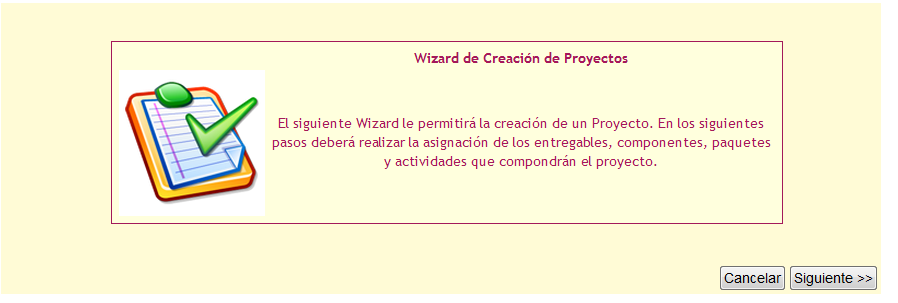 Wizard de Creación de Proyectos
El siguiente Wizard le permitirá la creación de un Proyecto. En los siguientes
pasos deberá realizar la asignación de los entregables, componentes, paquetes
y actividades que compondrán el proyecto.
Cancelar Siguiente >>